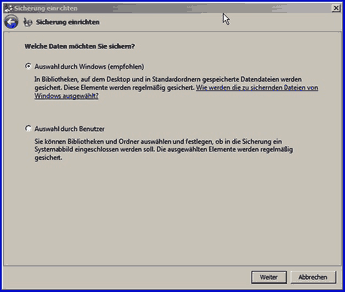 Sicherung einrichten
Sicherung einrichten
Welche Daten möchten Sie sichern?
Auswahl durch Windows (empfohlen)
In Bibliotheken, auf dem Desktop und in Standardordnern gespeicherte Datendateien werden
gesichert. Diese Elemente werden regelmäßig gesichert. Wie werden die zu sichernden Dateien von
Windows ausgewählt?
Auswahl durch Benutzer
Sie können Bibliotheken und Ordner auswählen und festlegen, ob in die Sicherung ein
Systemabbild eingeschlossen werden soll. Die ausgewählten Elemente werden regelmäßig
gesichert.
Weiter
Abbrechen